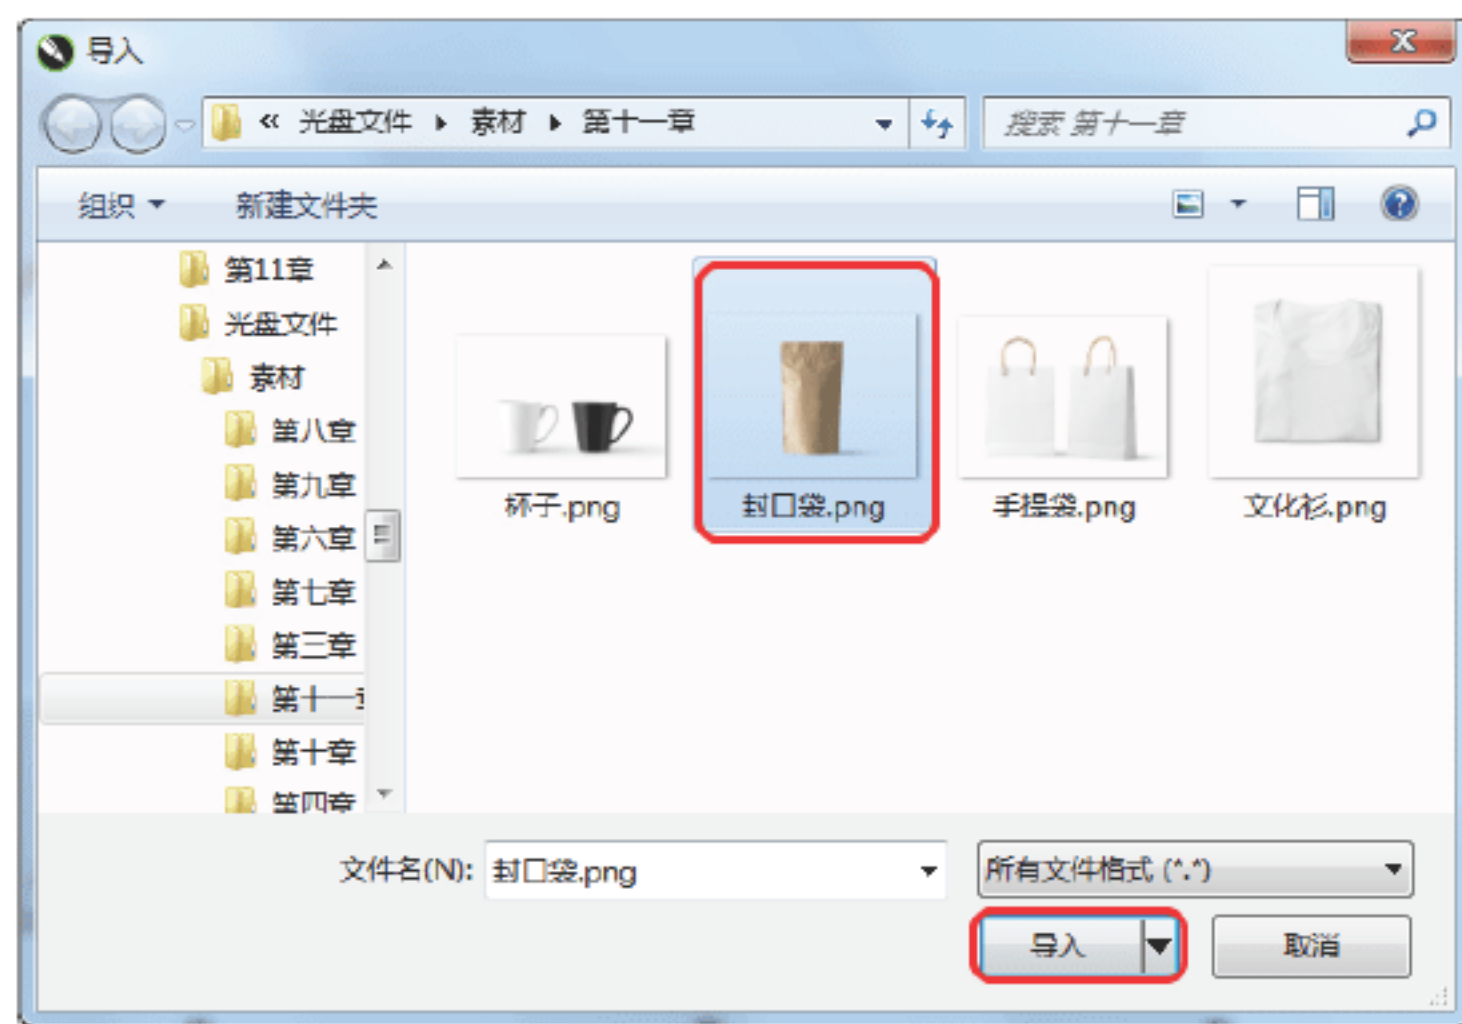 导入
« 光盘文件 ▸ 素材 ▸ 第十一章
搜索 第十一章
组织
新建文件夹
第11章
光盘文件
素材
第八章
第九章
第六章
第七章
第三章
第十一章
第十章
第四章
杯子.png
封口袋.png
手提袋.png
文化衫.png
文件名(N):
封口袋.png
所有文件格式 (*.*)
导入
取消